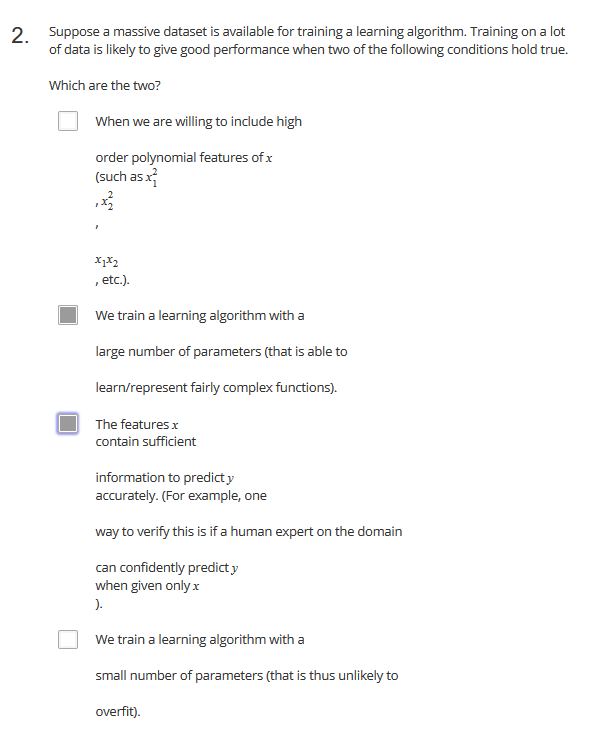 2. Suppose a massive dataset is available for training a learning algorithm. Training on a lot
of data is likely to give good performance when two of the following conditions hold true.
Which are the two?
When we are willing to include high
order polynomial features of x
(such as x₁²
, x₂²
,
x₁x₂
, etc.).
We train a learning algorithm with a
large number of parameters (that is able to
learn/represent fairly complex functions).
The features x
contain sufficient
information to predict y
accurately. (For example, one
way to verify this is if a human expert on the domain
can confidently predict y
when given only x
).
We train a learning algorithm with a
small number of parameters (that is thus unlikely to
overfit).